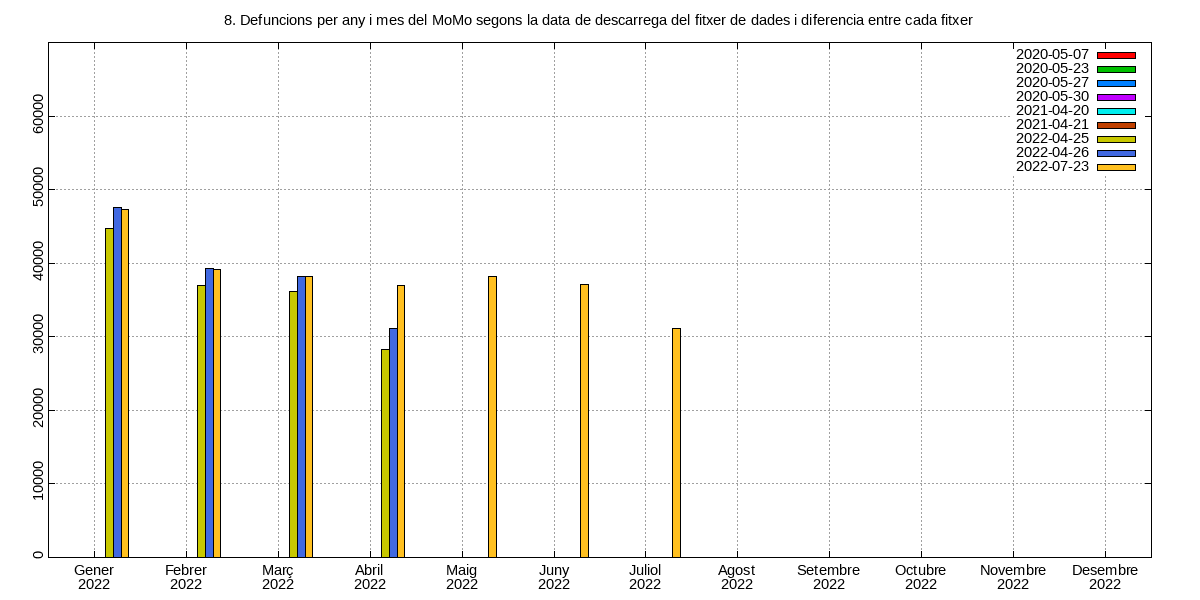 8. Defuncions per any i mes del MoMo segons la data de descarrega del fitxer de dades i diferencia entre cada fitxer
2020-05-07
2020-05-23
2020-05-27
2020-05-30
2021-04-20
2021-04-21
2022-04-25
2022-04-26
2022-07-23
60000
50000
40000
30000
20000
10000
0
Gener
2022
Febrer
2022
Març
2022
Abril
2022
Maig
2022
Juny
2022
Juliol
2022
Agost
2022
Setembre
2022
Octubre
2022
Novembre
2022
Desembre
2022